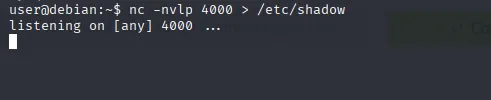 user@debian:~$ nc -nvlp 4000 > /etc/shadow
listening on [any] 4000 ...